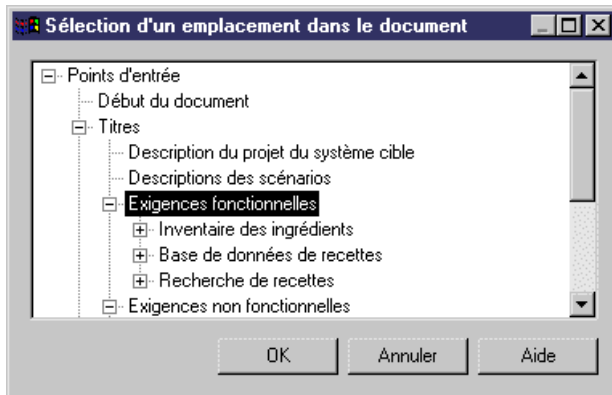 Sélection d'un emplacement dans le document
Points d'entrée
Début du document
Titres
Description du projet du système cible
Descriptions des scénarios
Exigences fonctionnelles
Inventaire des ingrédients
Base de données de recettes
Recherche de recettes
Exigences non fonctionnelles
OK Annuler Aide